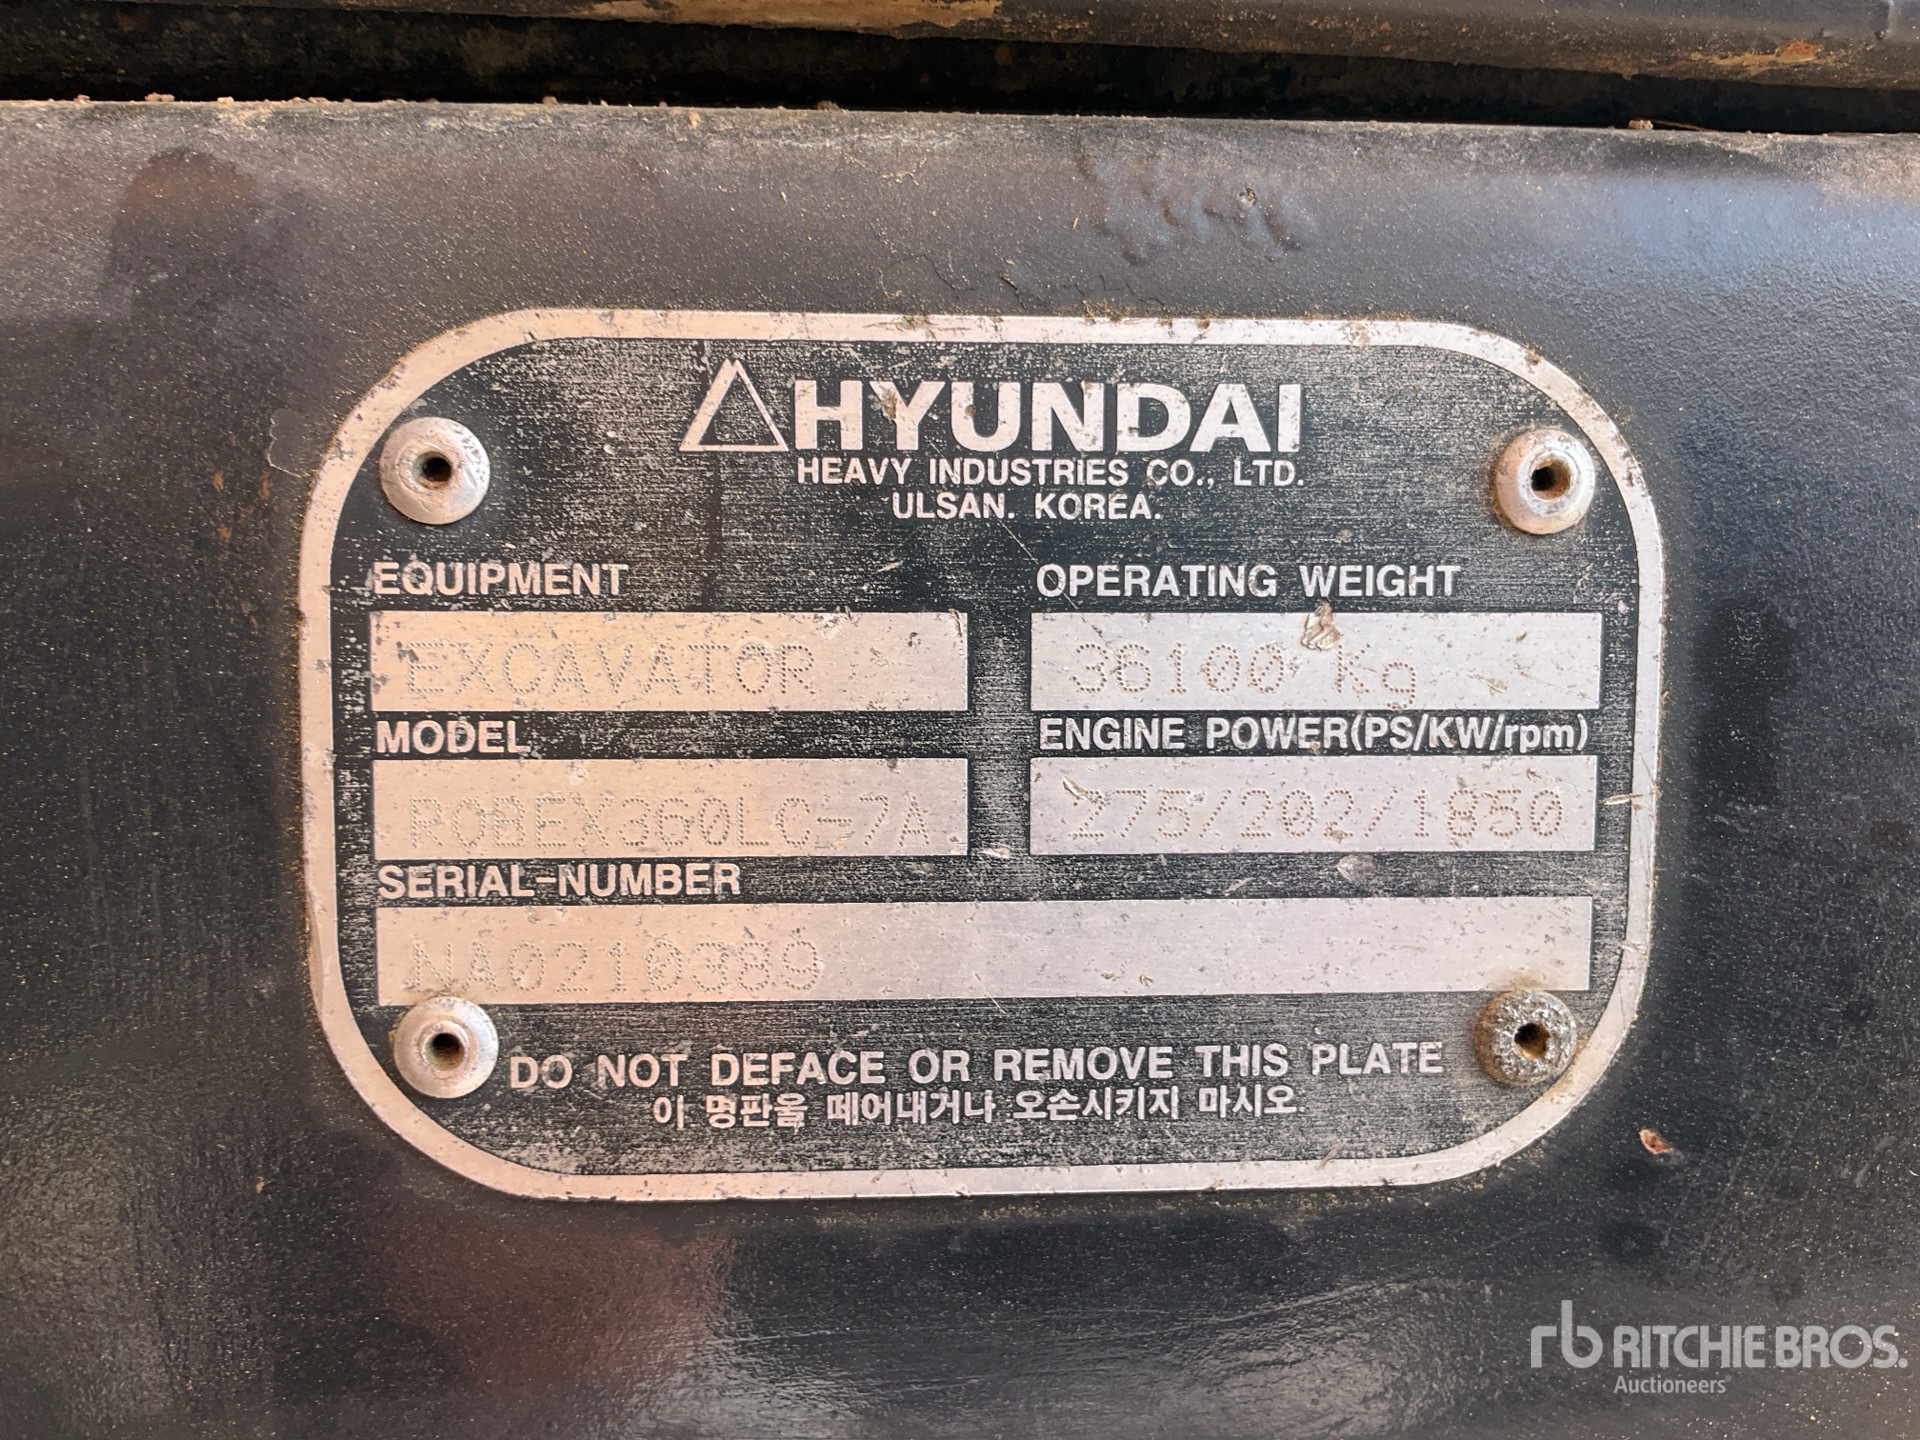 HYUNDAI
HEAVY INDUSTRIES CO., LTD.
ULSAN. KOREA.
EQUIPMENT
EXCAVATOR
OPERATING WEIGHT
36100 Kg
MODEL
ROBEX360LC-7A
ENGINE POWER(PS/KW/rpm)
275/202/1950
SERIAL-NUMBER
NA0210389
DO NOT DEFACE OR REMOVE THIS PLATE
이 명판을 떼어내거나 오손시키지 마시오.
rb RITCHIE BROS.
Auctioneers